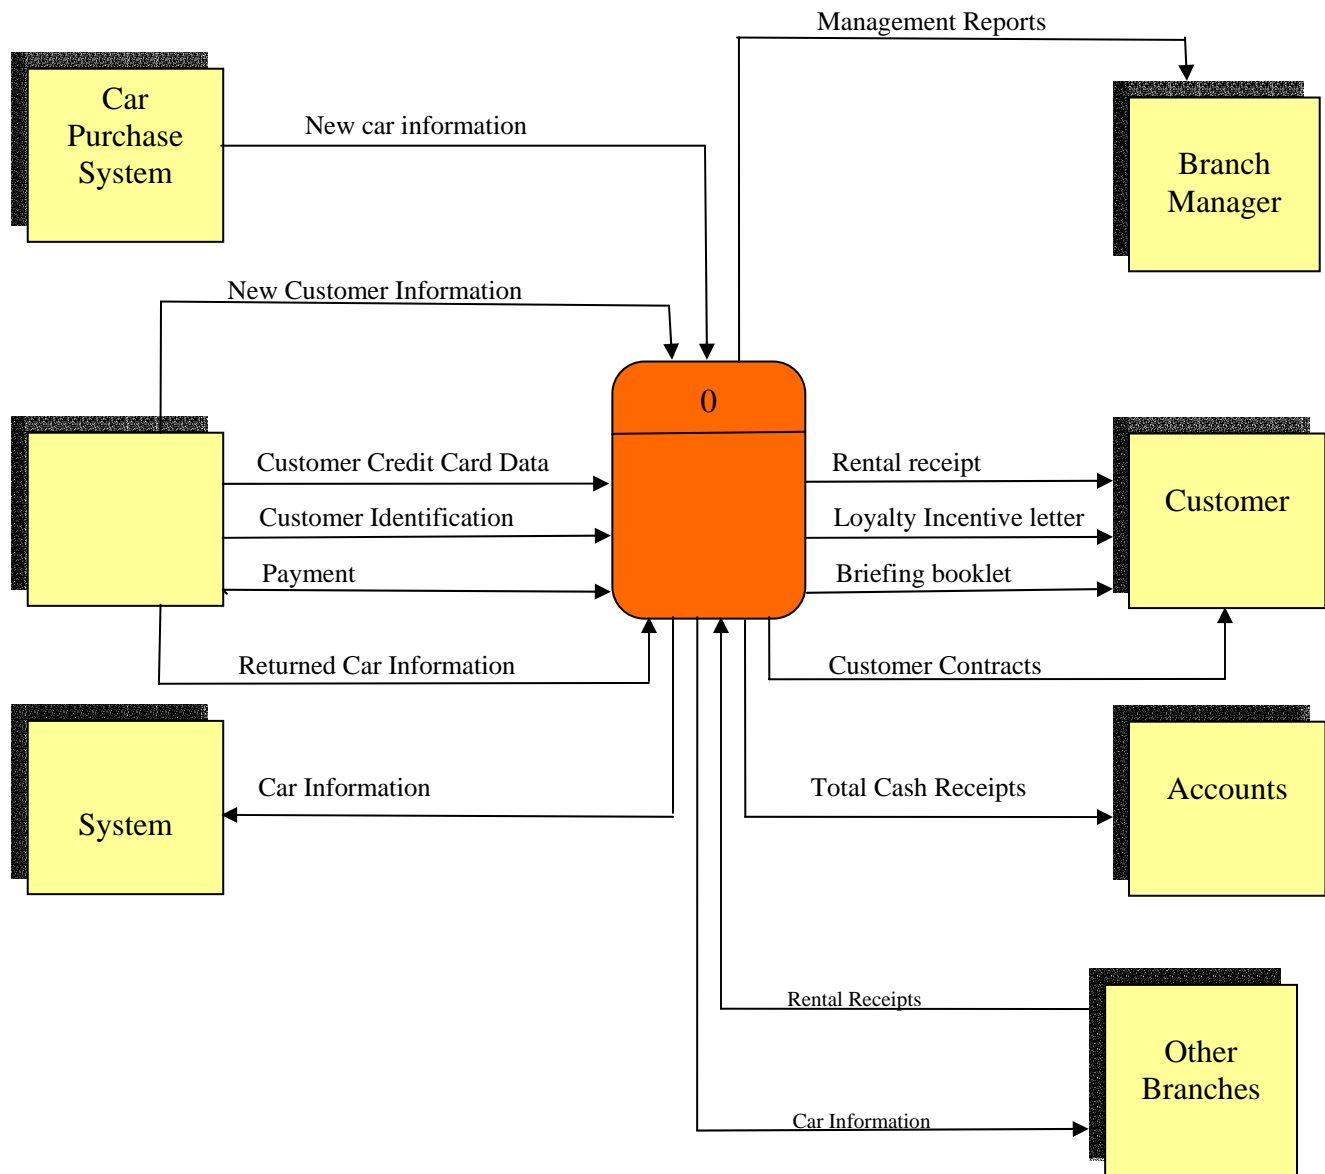 Management Reports
Car
Purchase
System
New car information
Branch
Manager
New Customer Information
0
Customer Credit Card Data
Customer Identification
Payment
Returned Car Information
Rental receipt
Loyalty Incentive letter
Briefing booklet
Customer
Customer Contracts
System
Car Information
Total Cash Receipts
Accounts
Rental Receipts
Other
Branches
Car Information